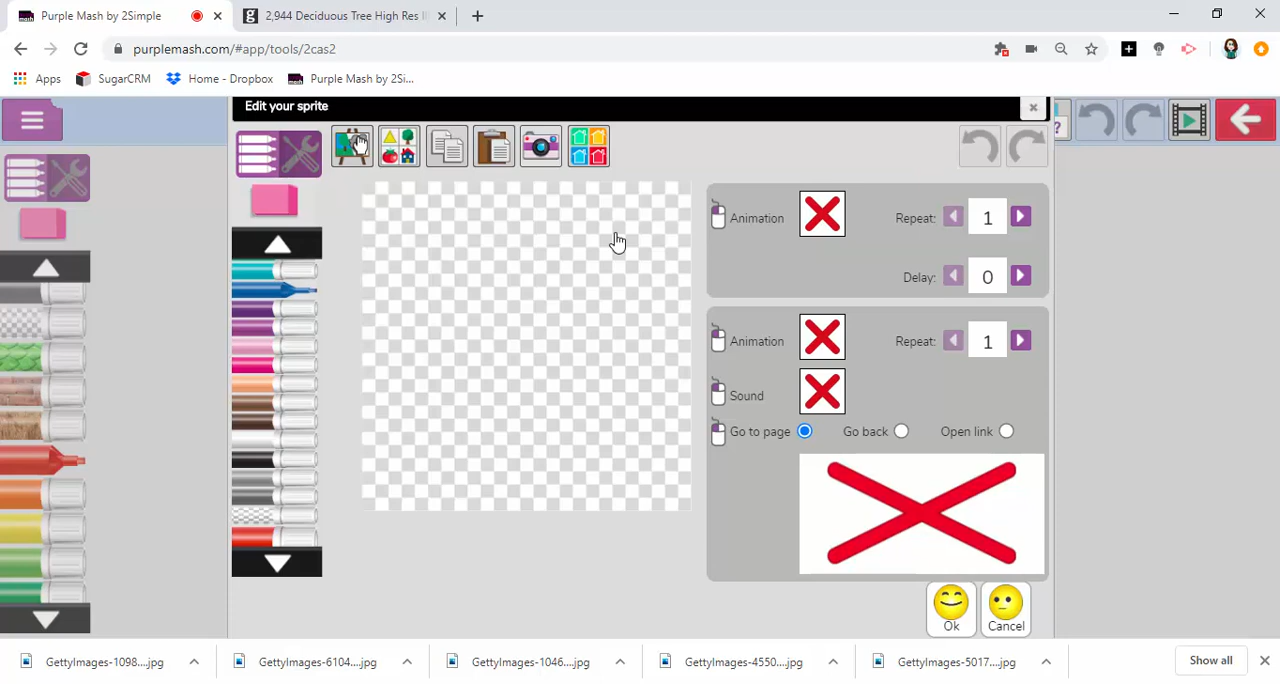 Purple Mash by 2Simple
2,944 Deciduous Tree High Res Ill
purplemash.com/#app/tools/2cas2
Apps
SugarCRM
Home - Dropbox
Purple Mash by 2Si...
Edit your sprite
?
Animation
Repeat:
1
Delay:
0
Animation
Repeat:
1
Sound
Go to page
Go back
Open link
Ok
Cancel
GettyImages-1098....jpg
GettyImages-6104....jpg
GettyImages-1046....jpg
GettyImages-4550....jpg
GettyImages-5017....jpg
Show all